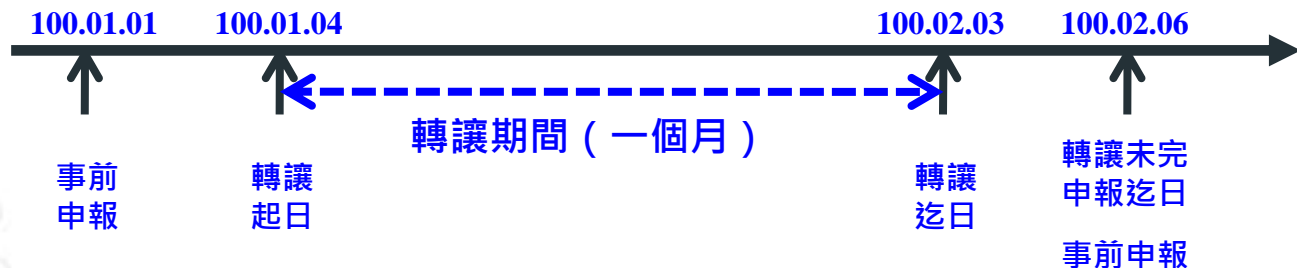 100.01.01
100.01.04
100.02.03
100.02.06
轉讓期間（一個月）
事前
申報
轉讓
起日
轉讓
迄日
轉讓未完
申報迄日
事前申報